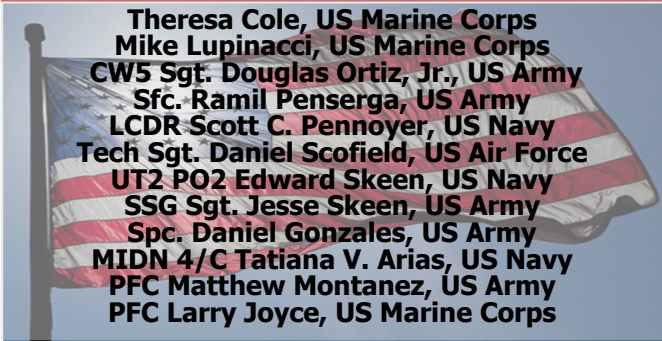 Theresa Cole, US Marine Corps
Mike Lupinacci, US Marine Corps
CW5 Sgt. Douglas Ortiz, Jr., US Army
Sfc. Ramil Penserga, US Army
LCDR Scott C. Pennoyer, US Navy
Tech Sgt. Daniel Scofield, US Air Force
UT2 PO2 Edward Skeen, US Navy
SSG Sgt. Jesse Skeen, US Army
Spc. Daniel Gonzales, US Army
MIDN 4/C Tatiana V. Arias, US Navy
PFC Matthew Montanez, US Army
PFC Larry Joyce, US Marine Corps